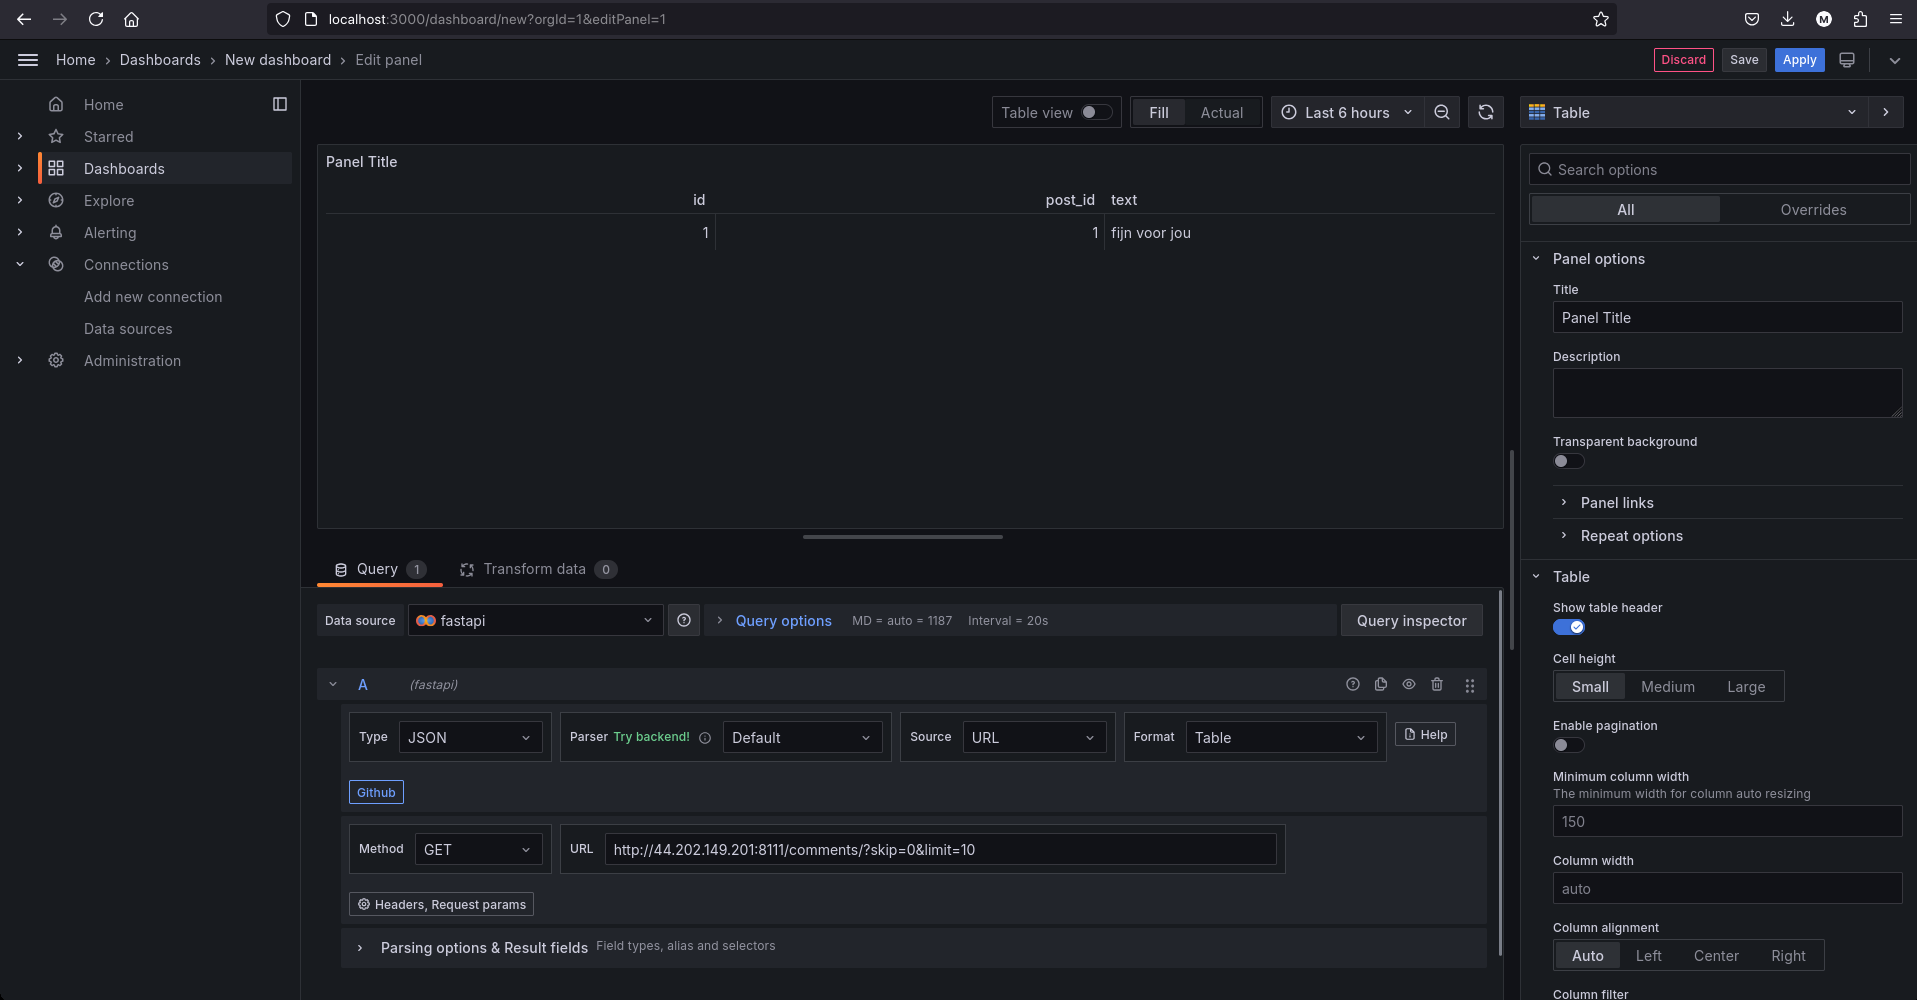 localhost:3000/dashboard/new?orgId=1&editPanel=1
M
Home › Dashboards › New dashboard › Edit panel
Discard Save Apply
Home
Starred
Dashboards
Explore
Alerting
Connections
Add new connection
Data sources
Administration
Table view Fill Actual Last 6 hours
Panel Title
id post_id text
1 1 fijn voor jou
Query 1 Transform data 0
Data source fastapi Query options MD = auto = 1187 Interval = 20s Query inspector
A (fastapi)
Type JSON Parser Try backend! Default Source URL Format Table Help
Github
Method GET URL http://44.202.149.201:8111/comments/?skip=0&limit=10
Headers, Request params
Parsing options & Result fields Field types, alias and selectors
Table
Search options
All Overrides
Panel options
Title
Panel Title
Description
Transparent background
Panel links
Repeat options
Table
Show table header
Cell height
Small Medium Large
Enable pagination
Minimum column width
The minimum width for column auto resizing
150
Column width
auto
Column alignment
Auto Left Center Right
Column filter